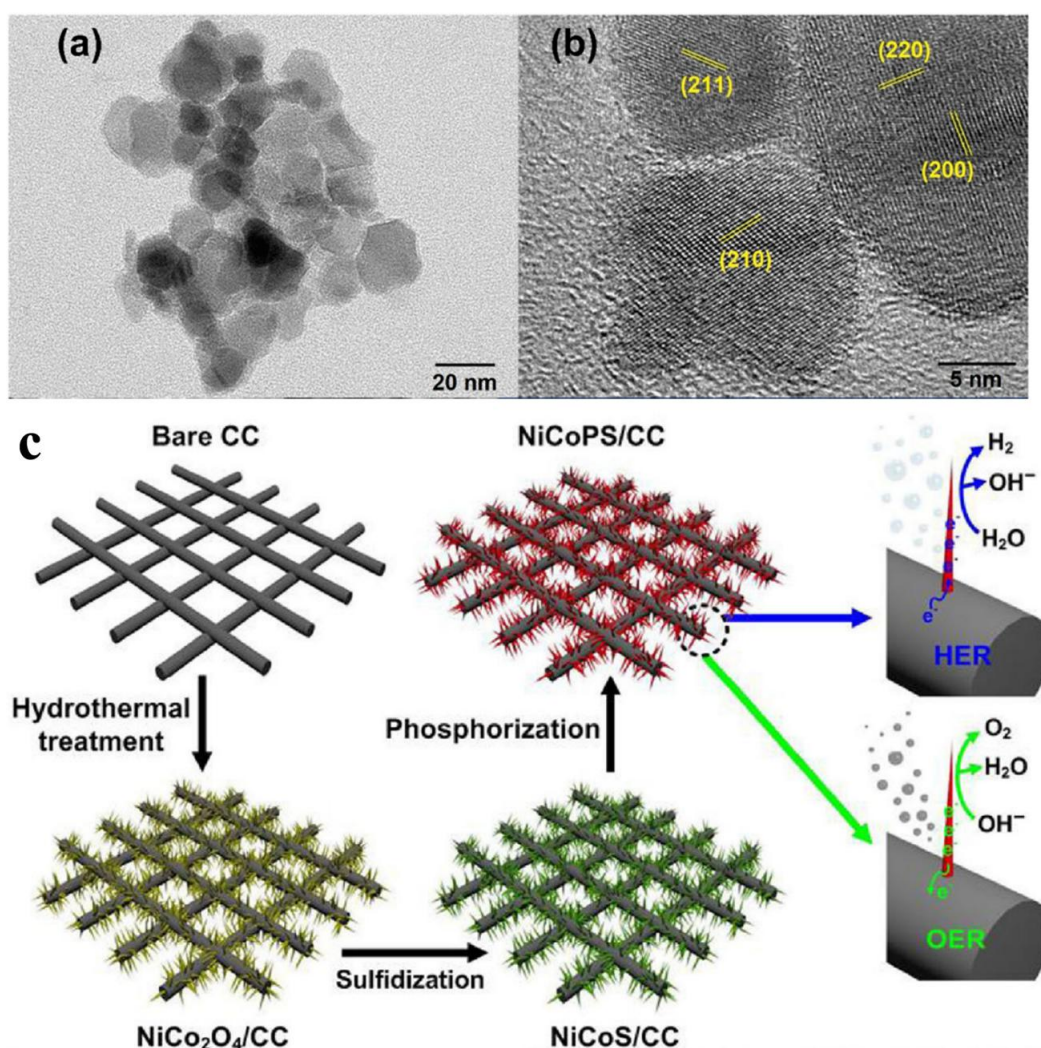 (a)
20 nm
(b)
(211)
(220)
(200)
(210)
5 nm
c
Bare CC
Hydrothermal
treatment
NiCo₂O₄/CC
Sulfidization
NiCoS/CC
Phosphorization
NiCoPS/CC
H₂
OH⁻
H₂O
e⁻
e⁻
e⁻
e⁻
e⁻
HER
O₂
H₂O
OH⁻
e⁻
e⁻
e⁻
e⁻
OER